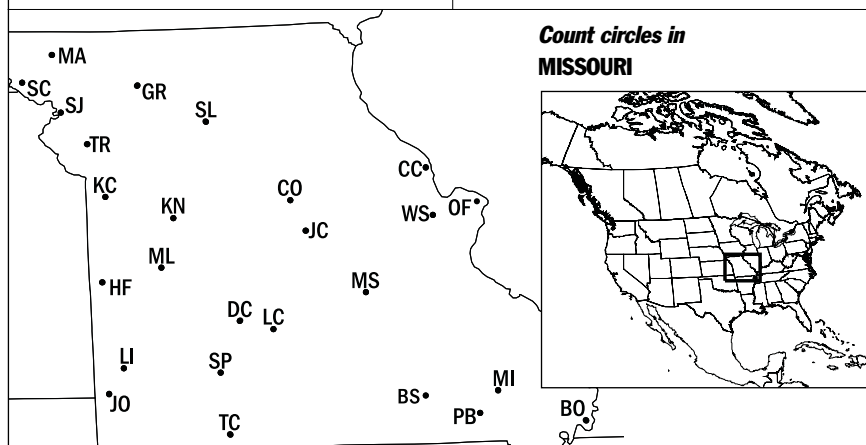 Count circles in
MISSOURI
MA
SC
GR
SJ
SL
TR
CC
KC
CO
OF
KN
WS
JC
ML
HF
MS
DC
LC
LI
SP
MI
JO
BS
PB
BO
TC